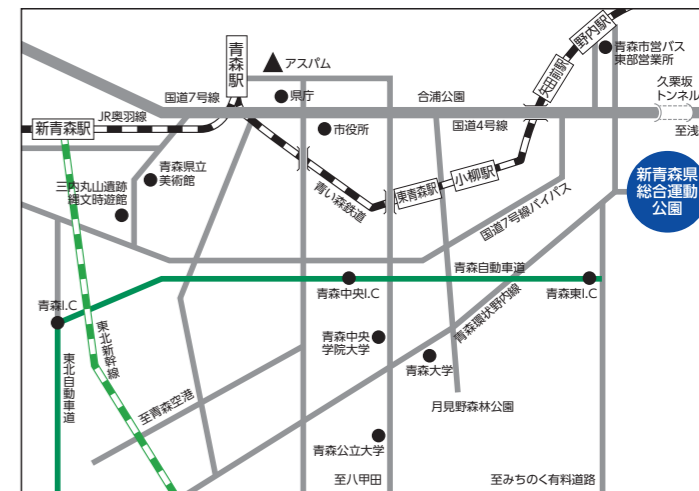 青森駅
アスパム
野内駅
青森市営バス
東部営業所
矢田前駅
国道7号線
県庁
合浦公園
久栗坂
トンネル
JR奥羽線
新青森駅
市役所
国道4号線
至浅
青森県立
美術館
三内丸山遺跡
縄文時遊館
青い森鉄道
東青森駅
小柳駅
国道7号線バイパス
新青森県
総合運動
公園
青森自動車道
青森I.C
青森中央I.C
青森東I.C
東北自動車道
東北新幹線
青森中央
学院大学
青森大学
青森環状野内線
至青森空港
月見野森林公園
青森公立大学
至八甲田
至みちのく有料道路